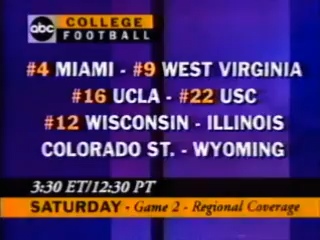 abc COLLEGE
FOOTBALL
#4 MIAMI - #9 WEST VIRGINIA
#16 UCLA - #22 USC
#12 WISCONSIN - ILLINOIS
COLORADO ST. - WYOMING
3:30 ET/12:30 PT
SATURDAY - Game 2 - Regional Coverage